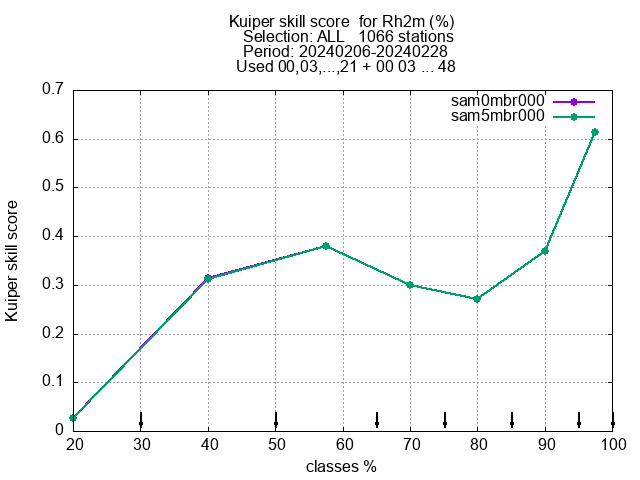 Kuiper skill score  for Rh2m (%)
Selection: ALL   1066 stations
Period: 20240206-20240228
Used 00,03,...,21 + 00 03 ... 48
sam0mbr000
sam5mbr000
0.7
0.6
0.5
0.4
0.3
0.2
0.1
0
Kuiper skill score
20 30 40 50 60 70 80 90 100
classes %